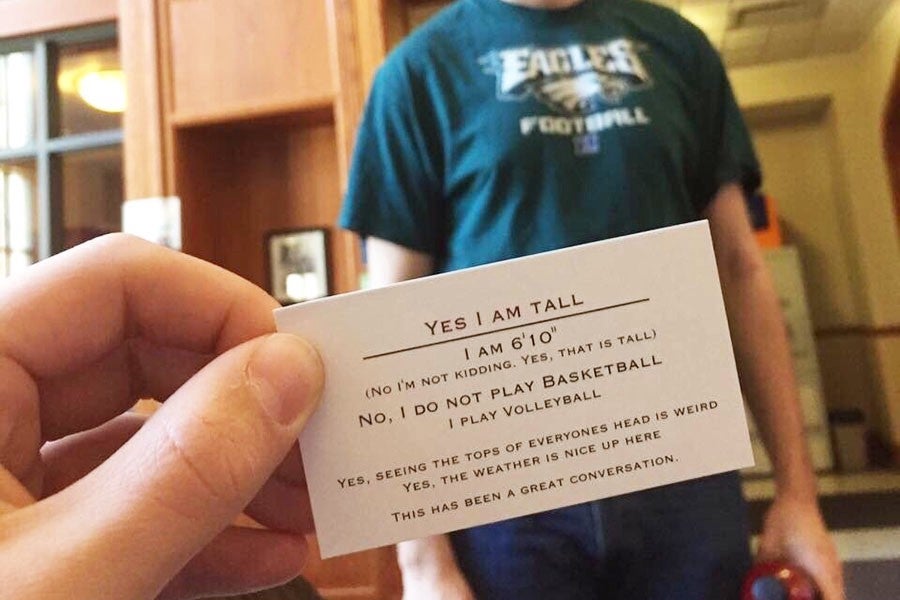 EAGLES
FOOTBALL
YES I AM TALL
I AM 6'10"
(NO I'M NOT KIDDING. YES, THAT IS TALL)
NO, I DO NOT PLAY BASKETBALL
I PLAY VOLLEYBALL
YES, SEEING THE TOPS OF EVERYONES HEAD IS WEIRD
YES, THE WEATHER IS NICE UP HERE
THIS HAS BEEN A GREAT CONVERSATION.